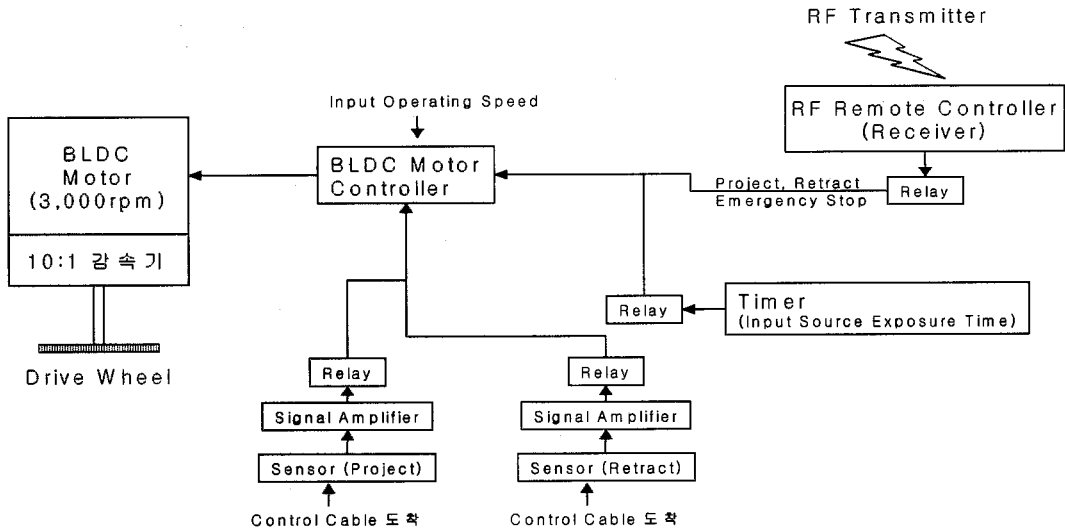 RF Transmitter
Input Operating Speed
RF Remote Controller
(Receiver)
BLDC
Motor
(3,000rpm)
BLDC Motor
Controller
Project, Retract
Emergency Stop
Relay
10:1 감속기
Relay
Timer
(Input Source Exposure Time)
Drive Wheel
Relay
Relay
Signal Amplifier
Signal Amplifier
Sensor (Project)
Sensor (Retract)
Control Cable 도착
Control Cable 도착